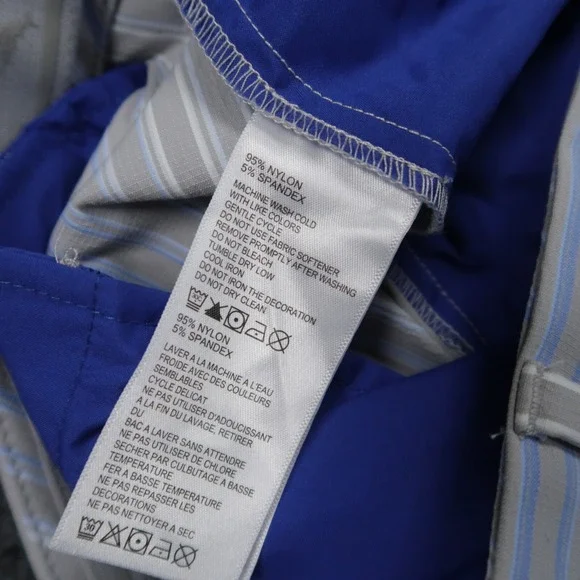 95% NYLON
5% SPANDEX
MACHINE WASH COLD
WITH LIKE COLORS
GENTLE CYCLE
DO NOT USE FABRIC SOFTENER
REMOVE PROMPTLY AFTER WASHING
DO NOT BLEACH
TUMBLE DRY LOW
COOL IRON
DO NOT IRON THE DECORATION
DO NOT DRY CLEAN
95% NYLON
5% SPANDEX
LAVER A LA MACHINE A L'EAU
FROIDE AVEC DES COULEURS
SEMBLABLES
CYCLE DELICAT
NE PAS UTILISER D'ADOUCISSANT
A LA FIN DU LAVAGE, RETIRER
DU
BAC A LAVER SANS ATTENDRE
NE PAS UTILISER DE CHLORE
SECHER PAR CULBUTAGE A BASSE
TEMPERATURE
FER A BASSE TEMPERATURE
NE PAS REPASSER LES
DECORATIONS
NE PAS NETTOYER A SEC
30